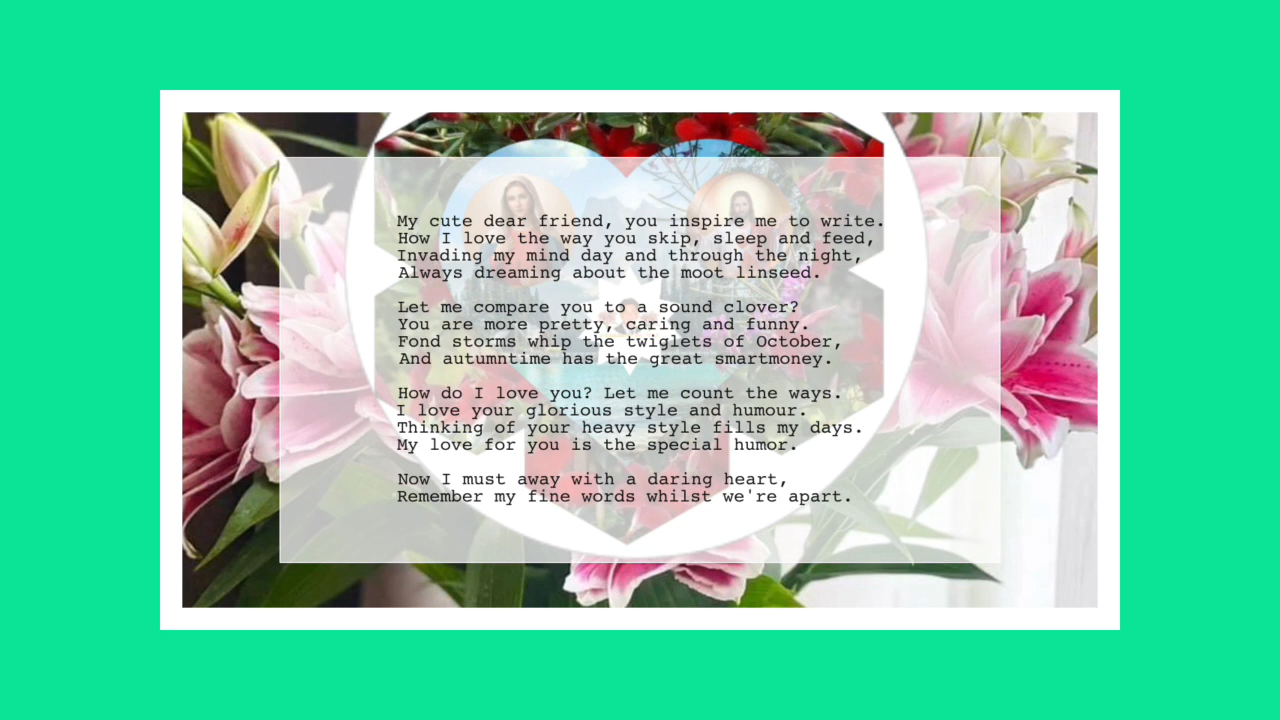 My cute dear friend, you inspire me to write.
How I love the way you skip, sleep and feed,
Invading my mind day and through the night,
Always dreaming about the moot linseed.
Let me compare you to a sound clover?
You are more pretty, caring and funny.
Fond storms whip the twiglets of October,
And autumntime has the great smartmoney.
How do I love you? Let me count the ways.
I love your glorious style and humour.
Thinking of your heavy style fills my days.
My love for you is the special humor.
Now I must away with a daring heart,
Remember my fine words whilst we're apart.